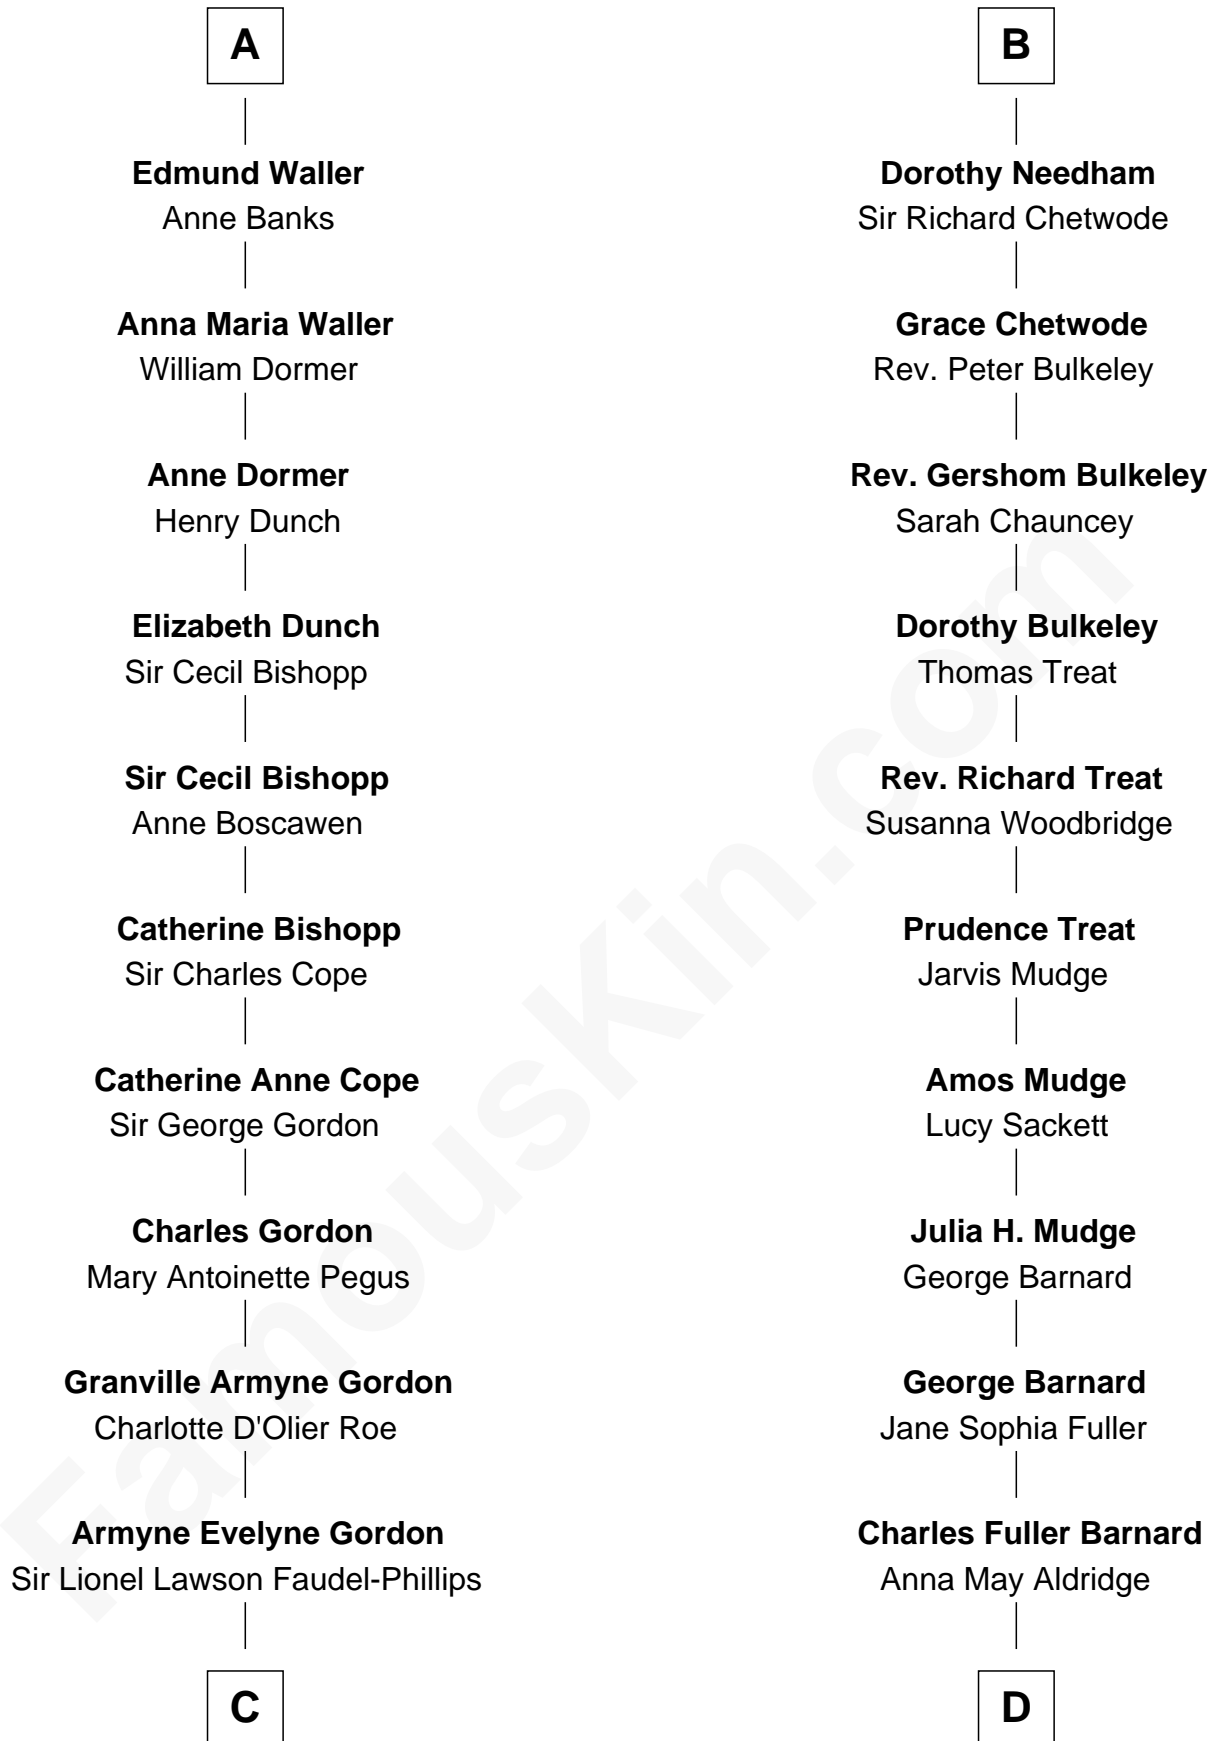 A
Edmund Waller
Anne Banks
Anna Maria Waller
William Dormer
Anne Dormer
Henry Dunch
Elizabeth Dunch
Sir Cecil Bishopp
Sir Cecil Bishopp
Anne Boscawen
Catherine Bishopp
Sir Charles Cope
Catherine Anne Cope
Sir George Gordon
Charles Gordon
Mary Antoinette Pegus
Granville Armyne Gordon
Charlotte D'Olier Roe
Armyne Evelyne Gordon
Sir Lionel Lawson Faudel-Phillips
C
B
Dorothy Needham
Sir Richard Chetwode
Grace Chetwode
Rev. Peter Bulkeley
Rev. Gershom Bulkeley
Sarah Chauncey
Dorothy Bulkeley
Thomas Treat
Rev. Richard Treat
Susanna Woodbridge
Prudence Treat
Jarvis Mudge
Amos Mudge
Lucy Sackett
Julia H. Mudge
George Barnard
George Barnard
Jane Sophia Fuller
Charles Fuller Barnard
Anna May Aldridge
D
FamousKin.com